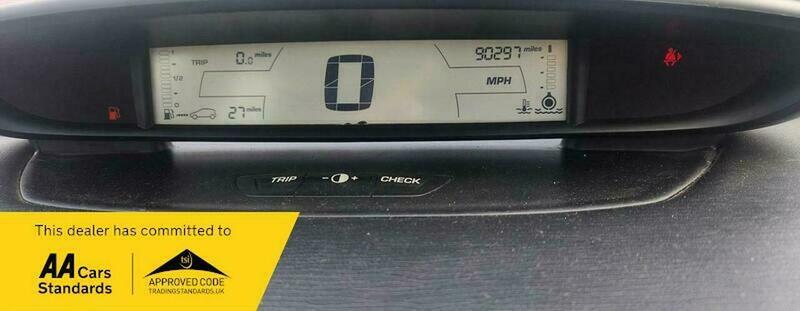 TRIP 0.0 miles
90297 miles
1/2
0
MPH
27 miles
0
TRIP - + CHECK
This dealer has committed to
AA Cars
Standards
tsi
APPROVED CODE
TRADINGSTANDARDS.UK